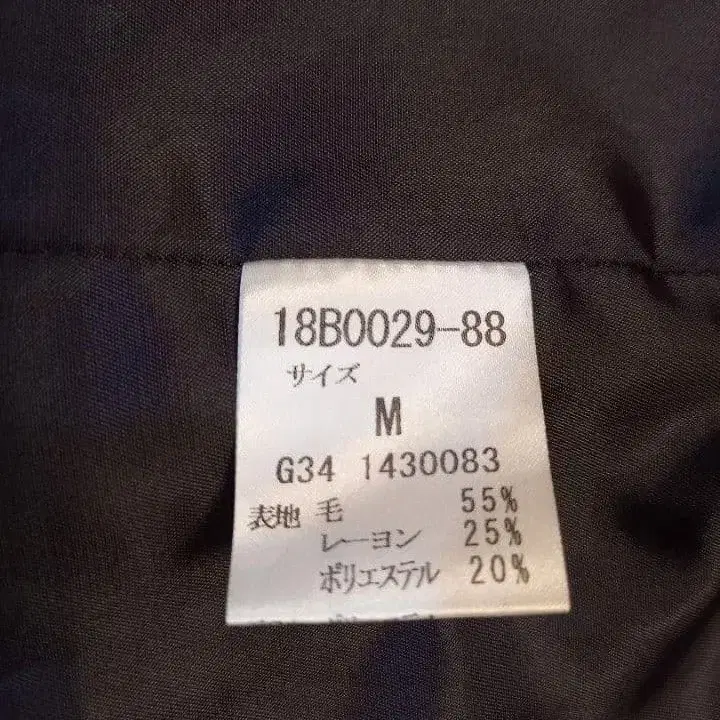 18B0029-88
サイズ
M
G34 1430083
表地 毛 55%
レーヨン 25%
ポリエステル 20%